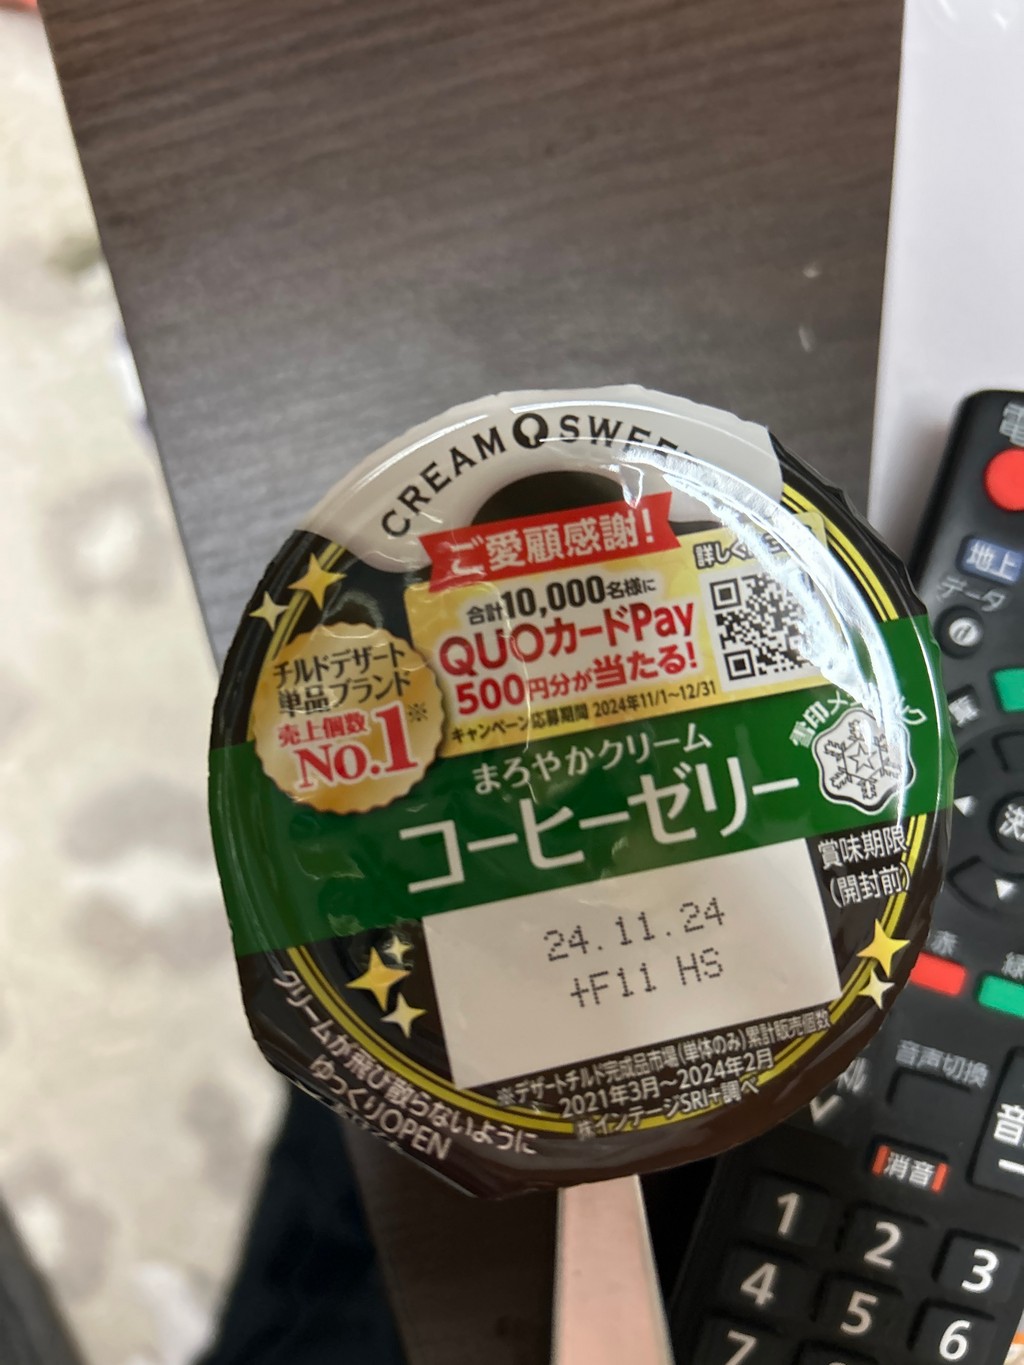 CREAM SWEE
ご愛顧感謝!
詳しく
合計10,000名様に
QUOカードPay
500円分が当たる!
キャンペーン応募期間 2024年11/1~12/31
チルドデザート
単品ブランド
売上個数※
No.1
まろやかクリーム
コーヒーゼリー
雪印メ
賞味期限
(開封前)
24.11.24
+F11 HS
※デザートチルド完成品市場(単体のみ)累計販売個数
2021年3月~2024年2月
㈱インテージSRI+調べ
クリームが飛び散らないように
ゆっくりOPEN
電
地上
データ
d
決
赤
緑
音声切換
音
消音
1
2
3
4
5
6
7